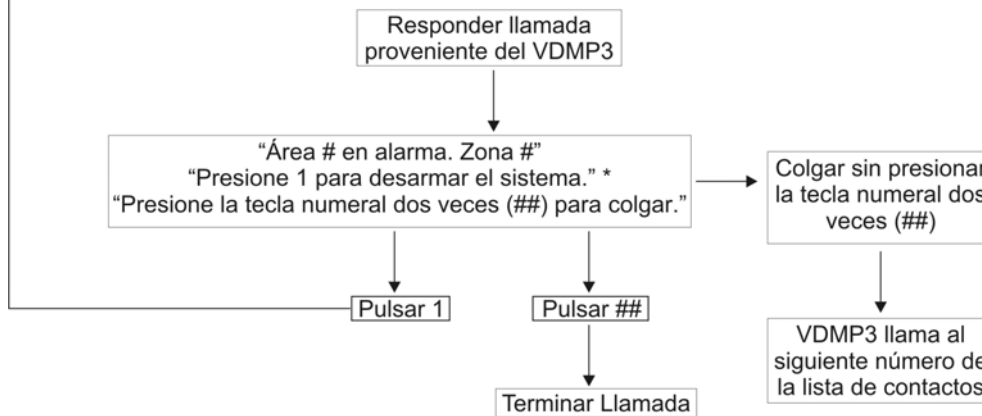 Responder llamada
proveniente del VDMP3
“Área # en alarma. Zona #”
“Presione 1 para desarmar el sistema.” *
“Presione la tecla numeral dos veces (##) para colgar.”
Colgar sin presionar
la tecla numeral dos
veces (##)
Pulsar 1
Pulsar ##
VDMP3 llama al
siguiente número de
la lista de contactos
Terminar Llamada